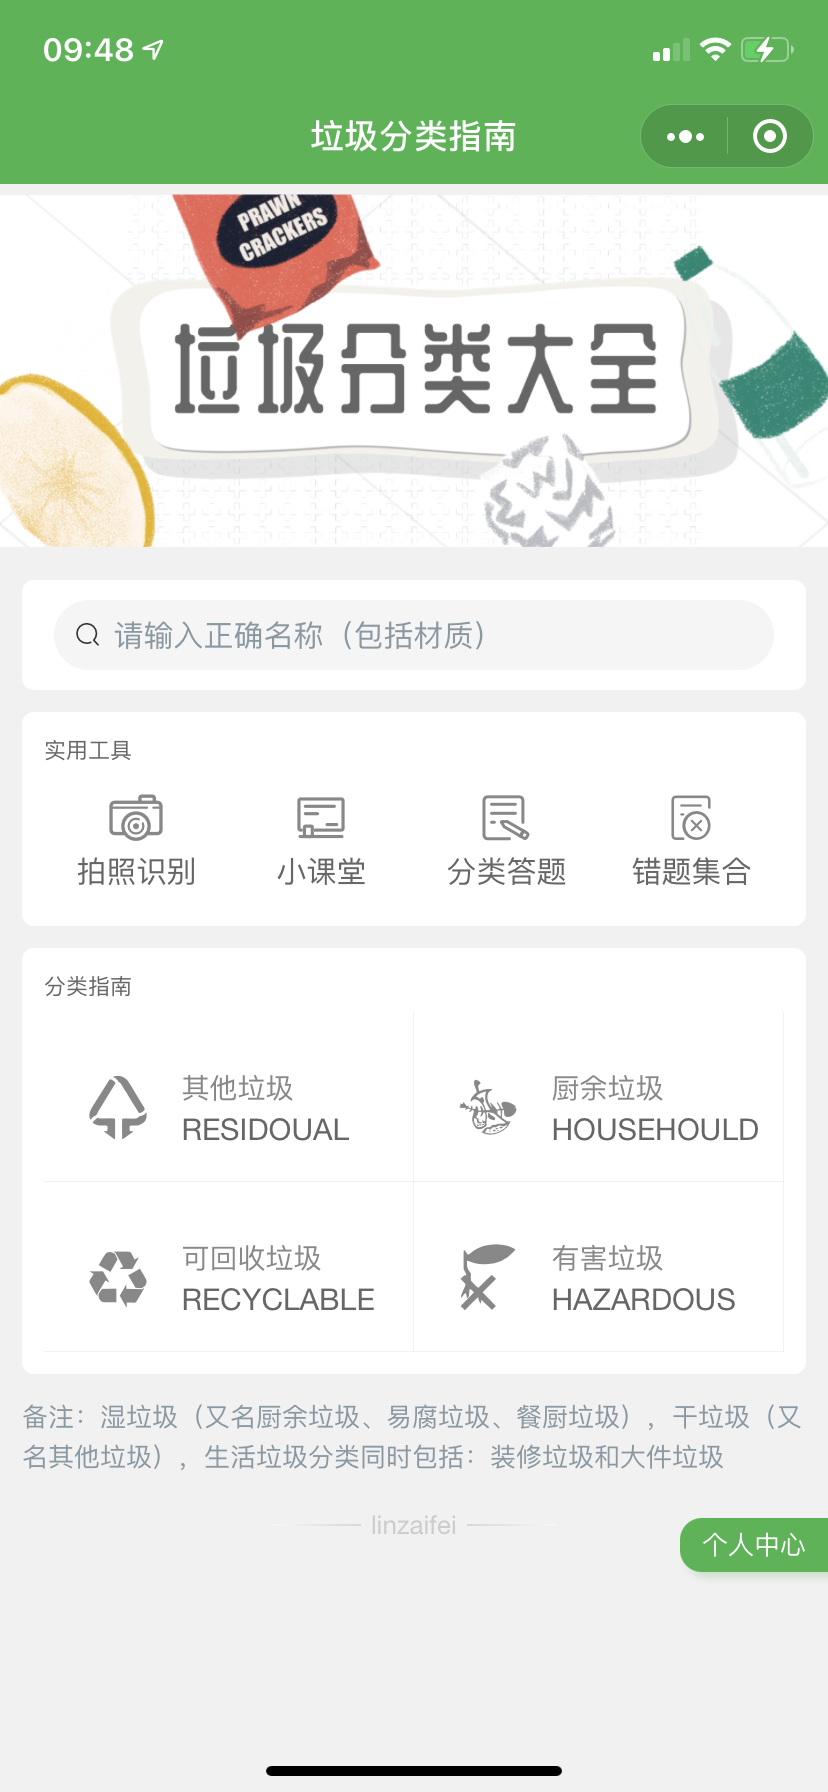 09:48
垃圾分类指南
PRAWN
CRACKERS
垃圾分类大全
请输入正确名称（包括材质）
实用工具
拍照识别 小课堂 分类答题 错题集合
分类指南
其他垃圾 厨余垃圾
RESIDOUAL HOUSEHOULD
可回收垃圾 有害垃圾
RECYCLABLE HAZARDOUS
备注：湿垃圾（又名厨余垃圾、易腐垃圾、餐厨垃圾），干垃圾（又
名其他垃圾），生活垃圾分类同时包括：装修垃圾和大件垃圾
linzaifei
个人中心